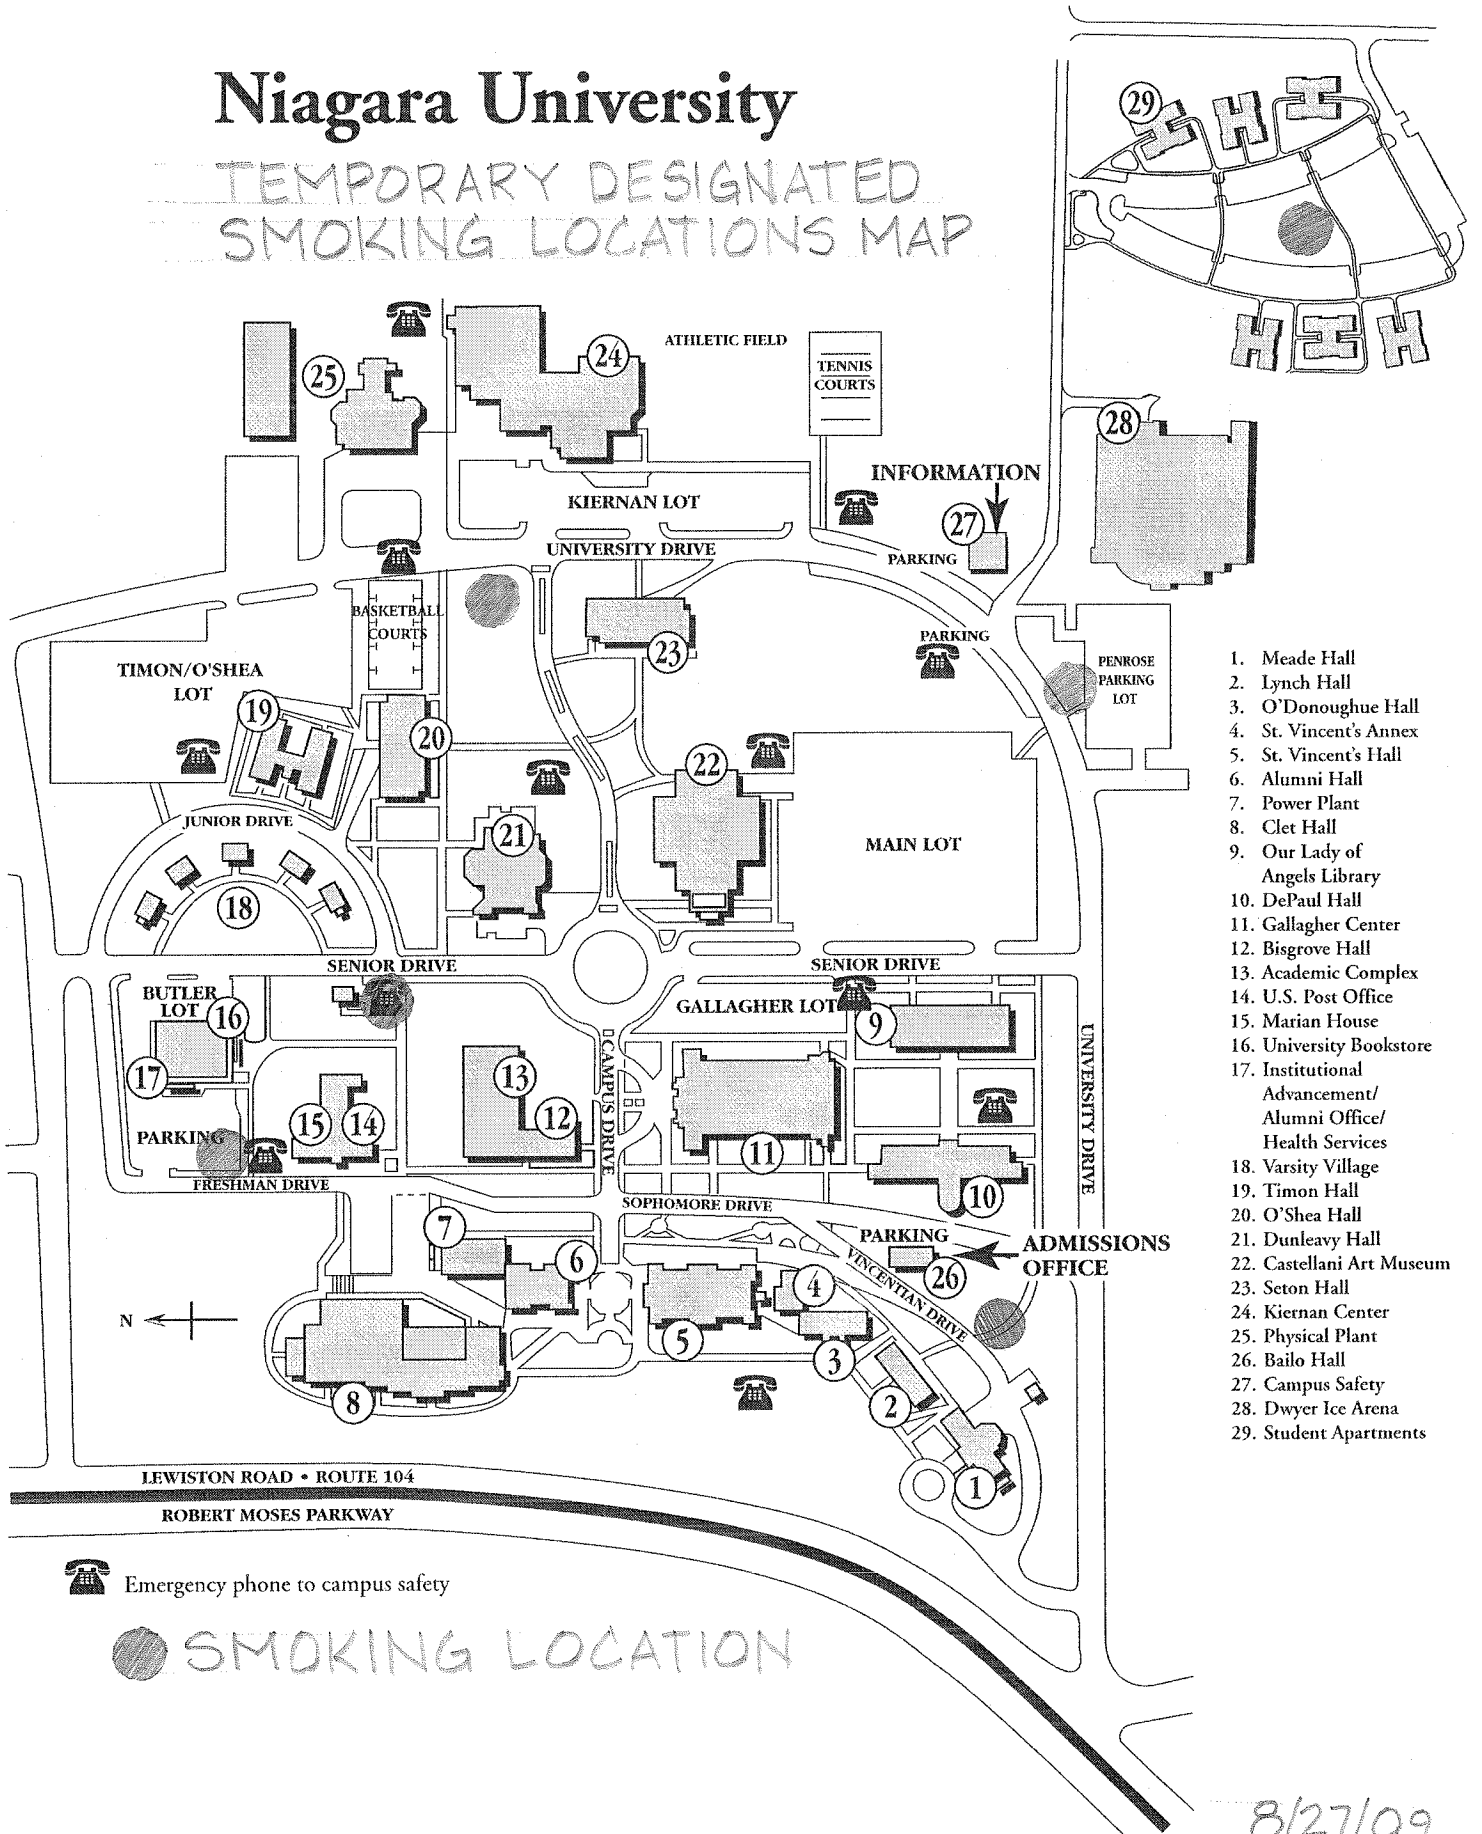 Niagara University
TEMPORARY DESIGNATED
SMOKING LOCATIONS MAP
29
24
25
ATHLETIC FIELD
TENNIS
COURTS
28
INFORMATION
27
KIERNAN LOT
UNIVERSITY DRIVE
PARKING
BASKETBALL
COURTS
23
PARKING
PENROSE
PARKING
LOT
TIMON/O'SHEA
LOT
19
20
22
JUNIOR DRIVE
21
MAIN LOT
18
SENIOR DRIVE
SENIOR DRIVE
BUTLER
LOT
16
GALLAGHER LOT
9
CAMPUS DRIVE
UNIVERSITY DRIVE
17
13
12
15
14
PARKING
11
10
FRESHMAN DRIVE
SOPHOMORE DRIVE
7
6
PARKING
ADMISSIONS
OFFICE
26
VINCENTIAN DRIVE
4
5
3
N
8
2
1
LEWISTON ROAD • ROUTE 104
ROBERT MOSES PARKWAY
Emergency phone to campus safety
SMOKING LOCATION
1. Meade Hall
2. Lynch Hall
3. O'Donoughue Hall
4. St. Vincent's Annex
5. St. Vincent's Hall
6. Alumni Hall
7. Power Plant
8. Clet Hall
9. Our Lady of
Angels Library
10. DePaul Hall
11. Gallagher Center
12. Bisgrove Hall
13. Academic Complex
14. U.S. Post Office
15. Marian House
16. University Bookstore
17. Institutional
Advancement/
Alumni Office/
Health Services
18. Varsity Village
19. Timon Hall
20. O'Shea Hall
21. Dunleavy Hall
22. Castellani Art Museum
23. Seton Hall
24. Kiernan Center
25. Physical Plant
26. Bailo Hall
27. Campus Safety
28. Dwyer Ice Arena
29. Student Apartments
8/27/09